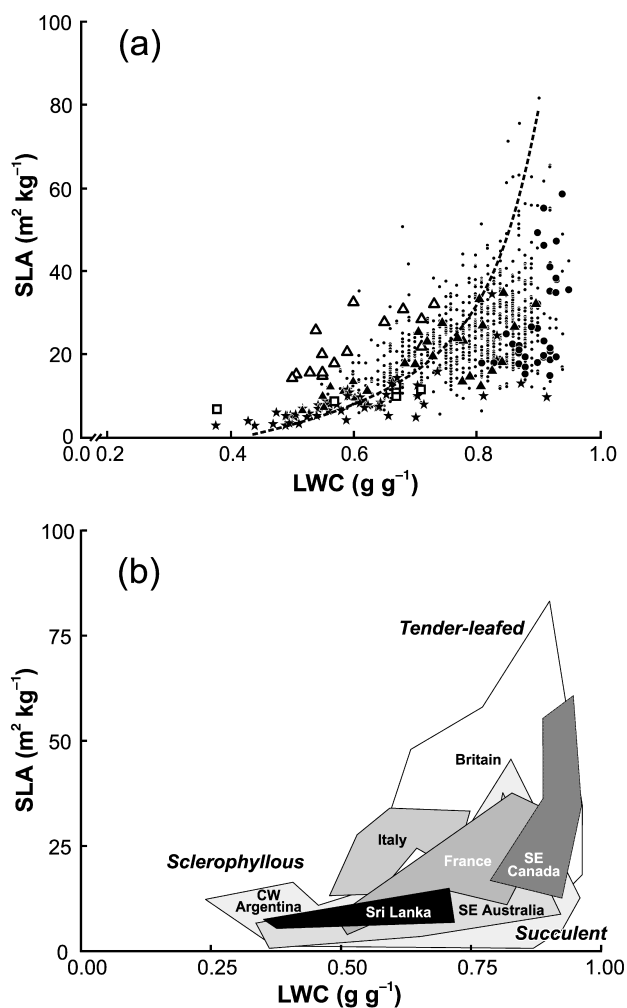 (a)
100
80
60
40
20
0
SLA (m² kg⁻¹)
0.0 0.2 0.4 0.6 0.8 1.0
LWC (g g⁻¹)
(b)
100
75
50
25
0
SLA (m² kg⁻¹)
Tender-leafed
Britain
Italy
Sclerophyllous
France
SE
Canada
CW
Argentina
Sri Lanka
SE Australia
Succulent
0.00 0.25 0.50 0.75 1.00
LWC (g g⁻¹)